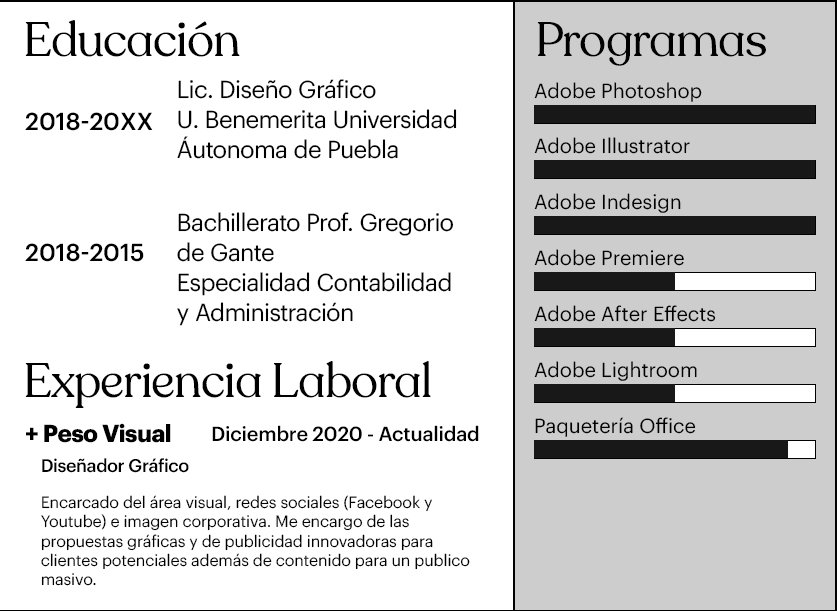 Educación
2018-20XX
Lic. Diseño Gráfico
U. Benemerita Universidad
Áutonoma de Puebla
2018-2015
Bachillerato Prof. Gregorio
de Gante
Especialidad Contabilidad
y Administración
Experiencia Laboral
+ Peso Visual Diciembre 2020 - Actualidad
Diseñador Gráfico
Encarcado del área visual, redes sociales (Facebook y
Youtube) e imagen corporativa. Me encargo de las
propuestas gráficas y de publicidad innovadoras para
clientes potenciales además de contenido para un publico
masivo.
Programas
Adobe Photoshop
Adobe Illustrator
Adobe Indesign
Adobe Premiere
Adobe After Effects
Adobe Lightroom
Paquetería Office